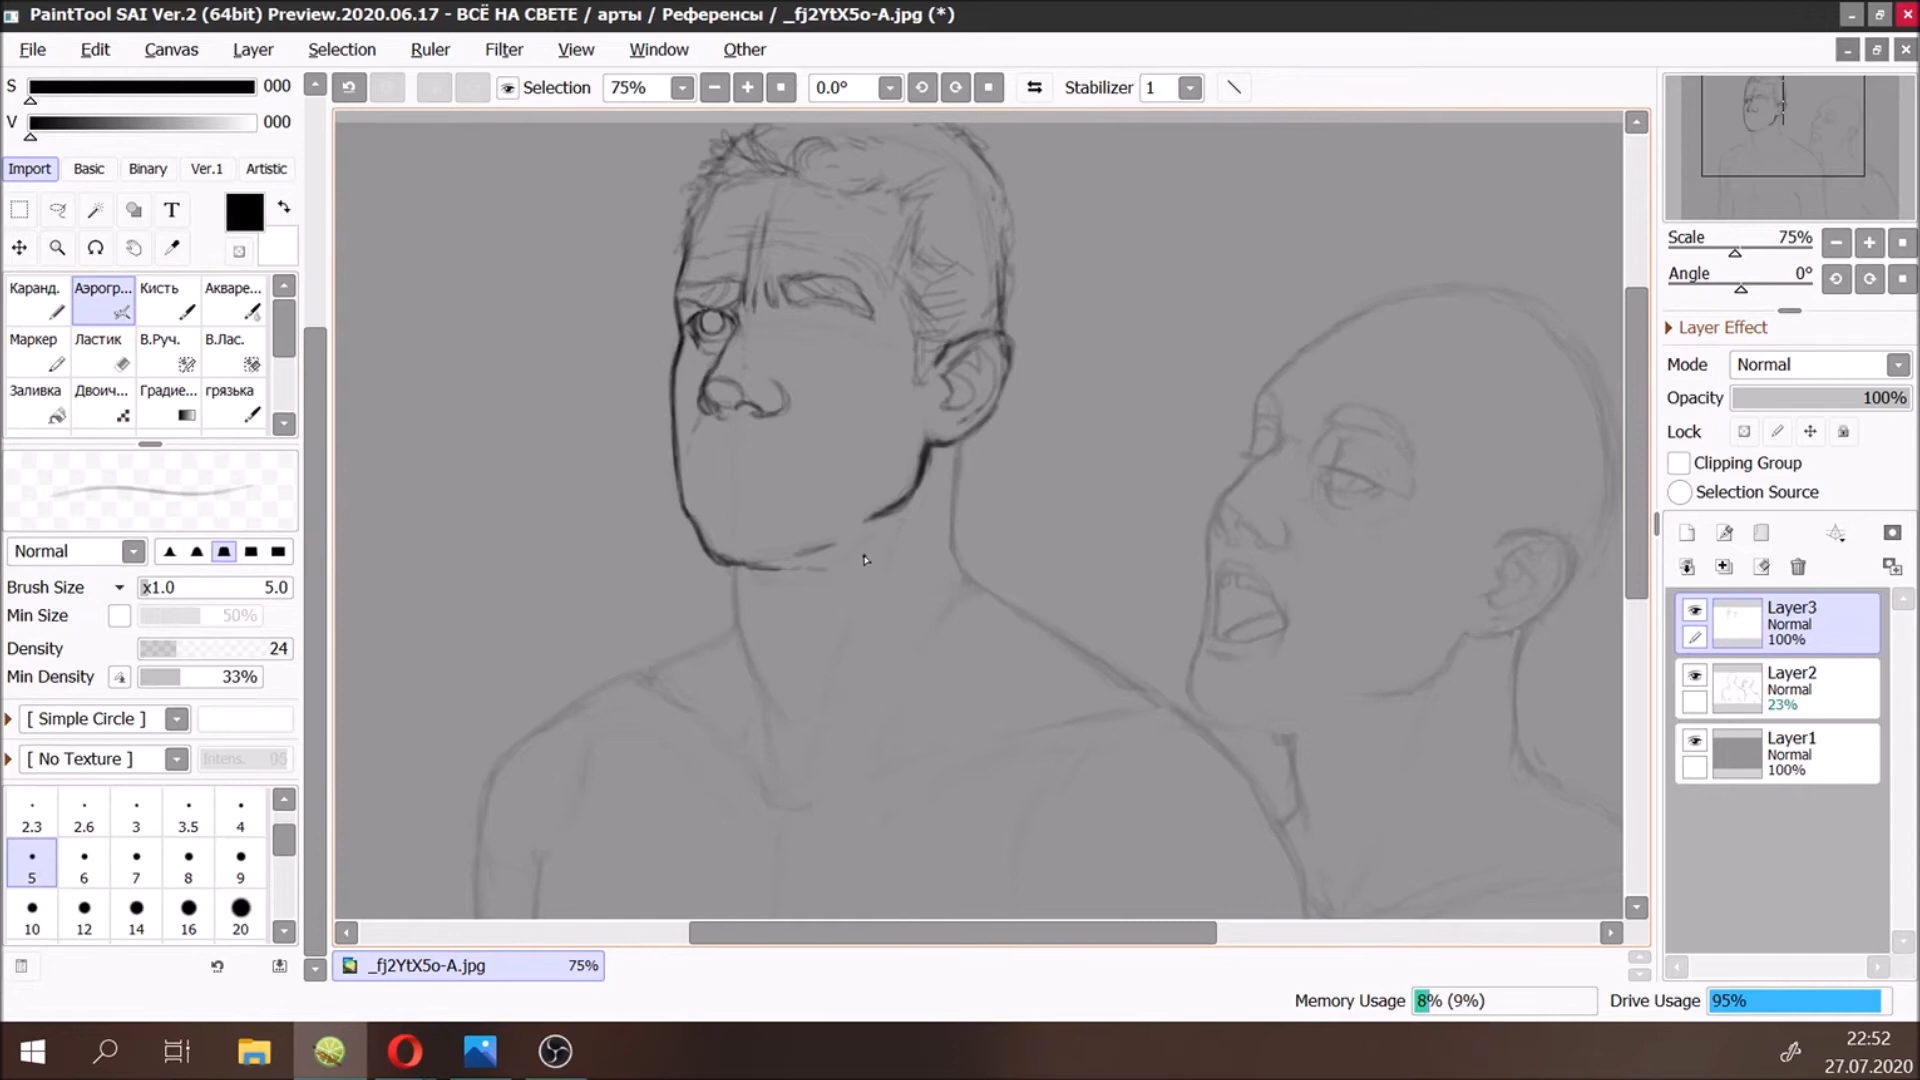 PaintTool SAI Ver.2 (64bit) Preview.2020.06.17 - ВСЁ НА СВЕТЕ / арты / Референсы / _fj2YtX5o-A.jpg (*)
File Edit Canvas Layer Selection Ruler Filter View Window Other
S 000
V 000
Selection 75% 0.0° Stabilizer 1
Import Basic Binary Ver.1 Artistic
T
Каранд. Аэрогр... Кисть Акваре...
Маркер Ластик В.Руч. В.Лас.
Заливка Двоич... Градие... грязька
Normal
Brush Size x1.0 5.0
Min Size 50%
Density 24
Min Density 33%
[ Simple Circle ]
[ No Texture ] Intens. 95
2.3 2.6 3 3.5 4
5 6 7 8 9
10 12 14 16 20
_fj2YtX5o-A.jpg 75%
Scale 75%
Angle 0°
Layer Effect
Mode Normal
Opacity 100%
Lock
Clipping Group
Selection Source
Layer3
Normal
100%
Layer2
Normal
23%
Layer1
Normal
100%
Memory Usage 8% (9%) Drive Usage 95%
22:52
27.07.2020